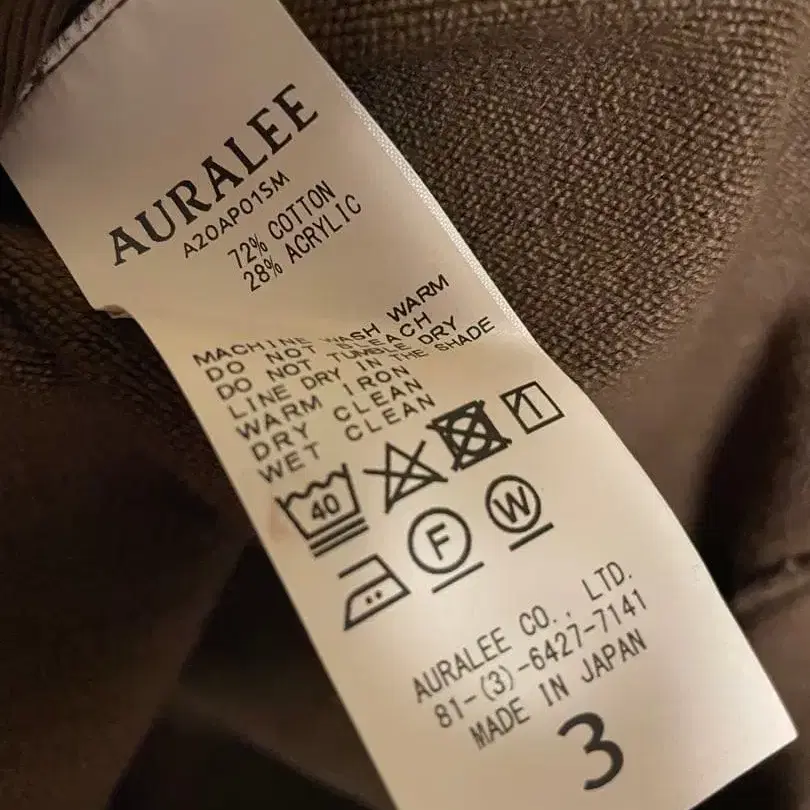 AURALEE
A20AP01SM
72% COTTON
28% ACRYLIC
MACHINE WASH WARM
DO NOT BLEACH
DO NOT TUMBLE DRY
LINE DRY IN THE SHADE
WARM IRON
DRY CLEAN
WET CLEAN
40
1
F W
AURALEE CO., LTD.
81-(3)-6427-7141
MADE IN JAPAN
3